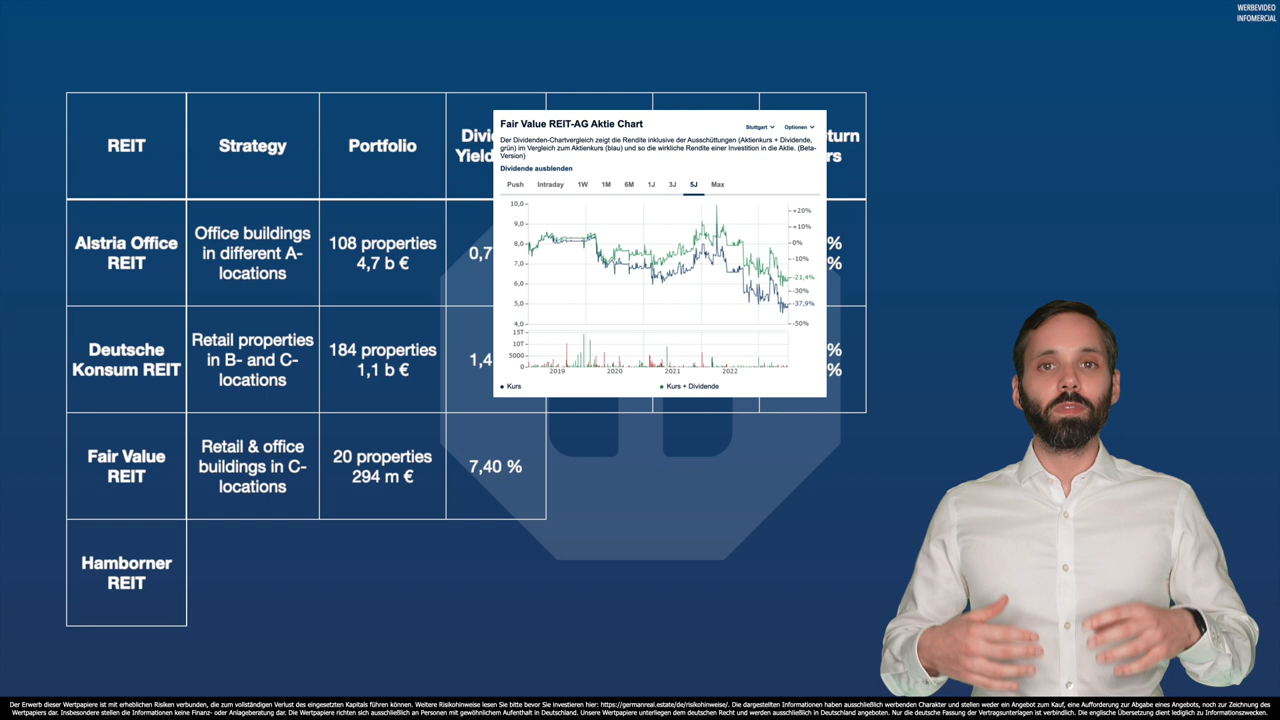 WERBEVIDEO
INFOMERCIAL
REIT
Strategy
Portfolio
Fair Value REIT-AG Aktie Chart
Stuttgart
Optionen
Der Dividenden-Chartvergleich zeigt die Rendite inklusive der Ausschüttungen (Aktienkurs + Dividende,
grün) im Vergleich zum Aktienkurs (blau) und so die wirkliche Rendite einer Investition in die Aktie. (Beta-
Version)
Dividende ausblenden
Push Intraday 1W 1M 6M 1J 3J 5J Max
10,0
9,0
8,0
7,0
6,0
5,0
4,0
+20%
+10%
0%
-10%
-21,4%
-30%
-37,9%
-50%
15T
10T
5000
0
2019 2020 2021 2022
Kurs
Kurs + Dividende
Alstria Office
REIT
Office buildings
in different A-
locations
108 properties
4,7 b €
0,7
%
%
Deutsche
Konsum REIT
Retail properties
in B- and C-
locations
184 properties
1,1 b €
1,4
%
%
Fair Value
REIT
Retail & office
buildings in C-
locations
20 properties
294 m €
7,40 %
Hamborner
REIT
Der Erwerb dieser Wertpapiere ist mit erheblichen Risiken verbunden, die zum vollständigen Verlust des eingesetzten Kapitals führen können. Weitere Risikohinweise lesen Sie bitte bevor Sie investieren hier: https://germanreal.estate/de/risikohinweise/. Die dargestellten Informationen haben ausschließlich werbenden Charakter und stellen weder ein Angebot zum Kauf, eine Aufforderung zur Abgabe eines Angebots, noch zur Zeichnung des
Wertpapiers dar. Insbesondere stellen die Informationen keine Finanz- oder Anlageberatung dar. Die Wertpapiere richten sich ausschließlich an Personen mit gewöhnlichem Aufenthalt in Deutschland. Unsere Wertpapiere unterliegen dem deutschen Recht und werden ausschließlich in Deutschland angeboten. Nur die deutsche Fassung der Vertragsunterlagen ist verbindlich. Die englische Übersetzung dient lediglich zu Informationszwecken.